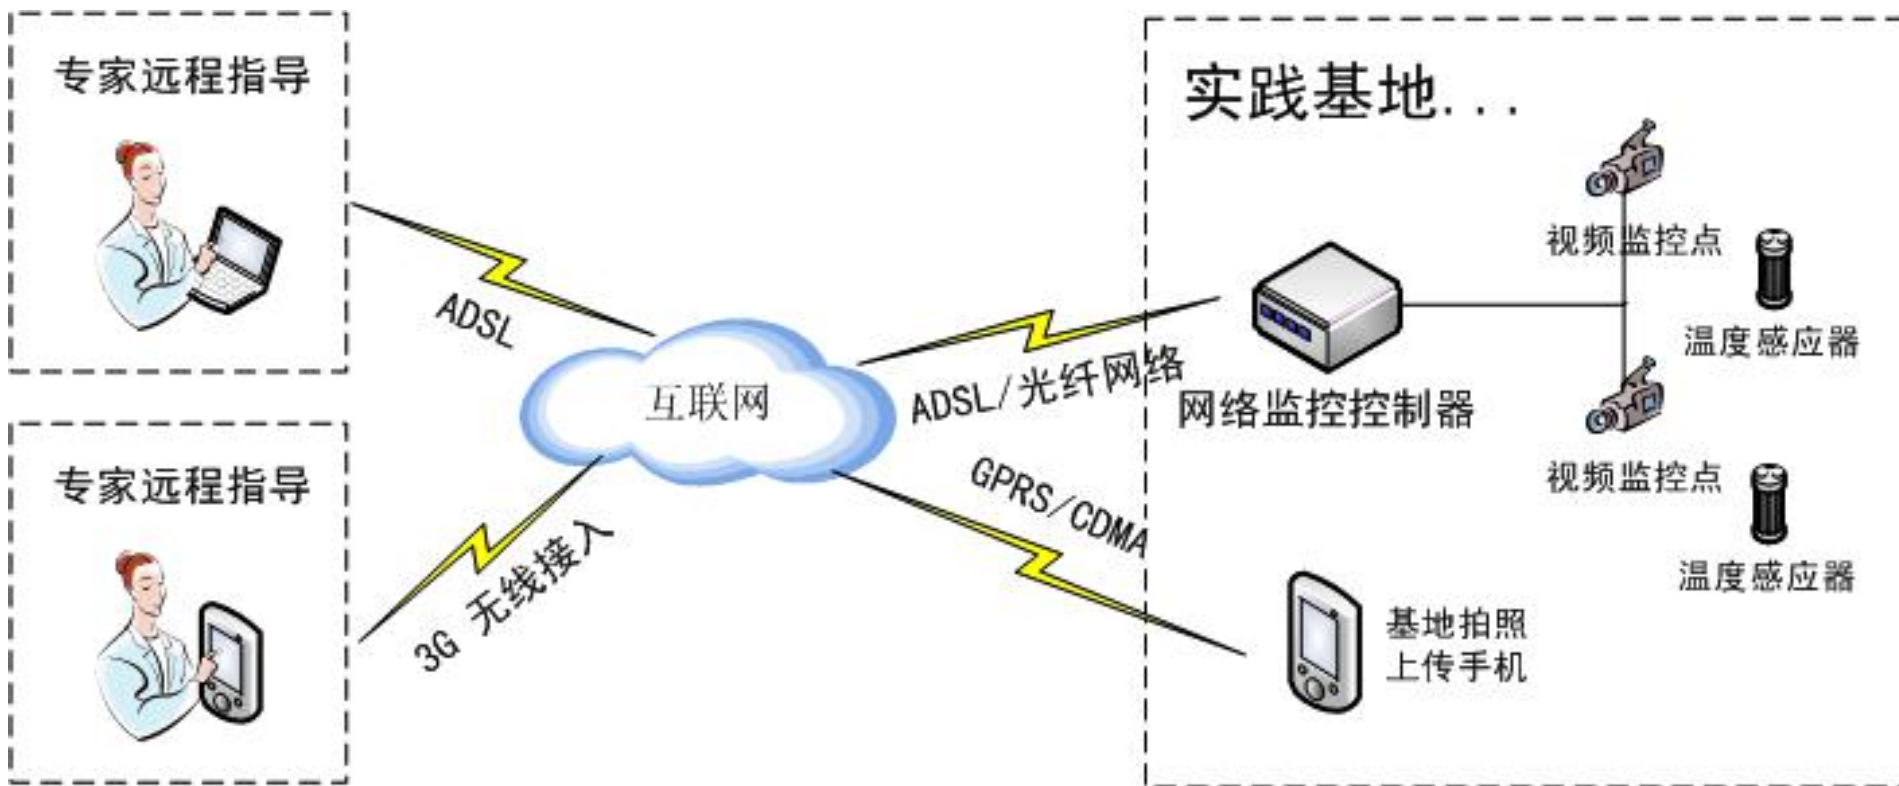 专家远程指导
ADSL
专家远程指导
3G 无线接入
互联网
ADSL/光纤网络
GPRS/CDMA
实践基地...
网络监控控制器
视频监控点
温度感应器
视频监控点
温度感应器
基地拍照
上传手机